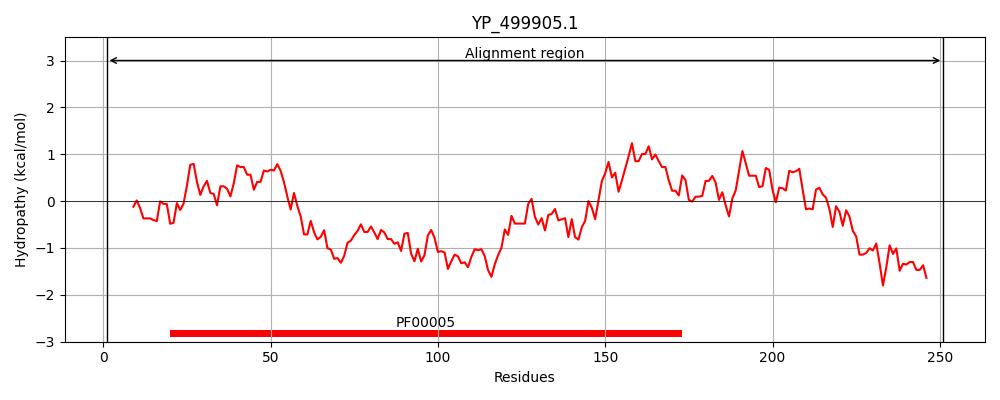 YP_499905.1
Alignment region
3
2
1
0
−1
−2
−3
Hydropathy (kcal/mol)
PF00005
0
50
100
150
200
250
Residues